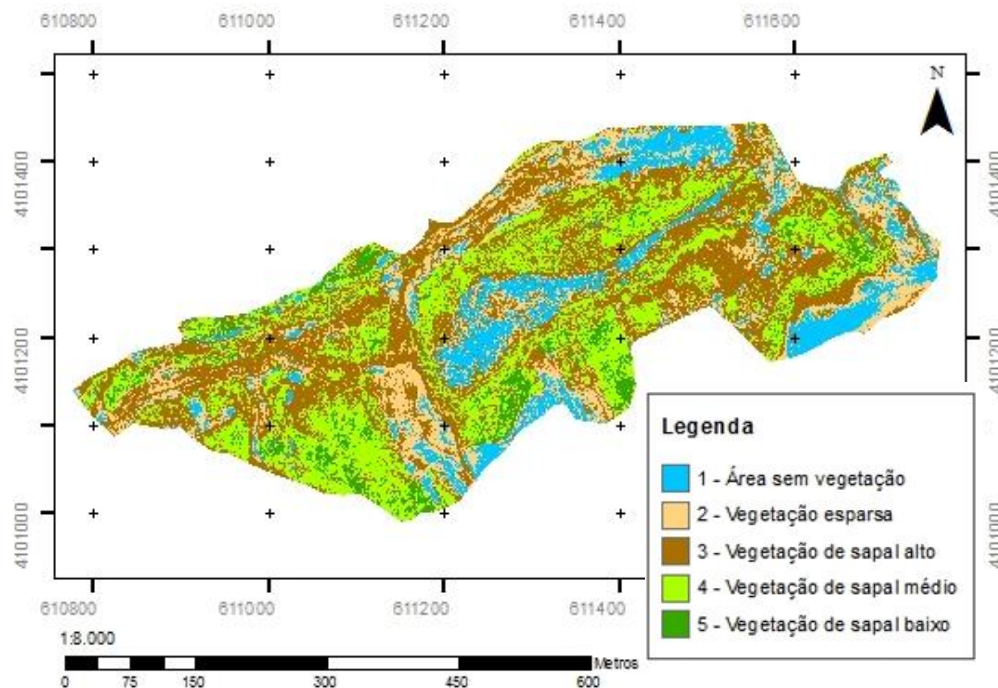 610800 611000 611200 611400 611600
N
4101400 4101400
4101200 4101200
4101000 4101000
Legenda
1 - Área sem vegetação
2 - Vegetação esparsa
3 - Vegetação de sapal alto
4 - Vegetação de sapal médio
5 - Vegetação de sapal baixo
610800 611000 611200 611400
1:8.000
Metros
0 75 150 300 450 600